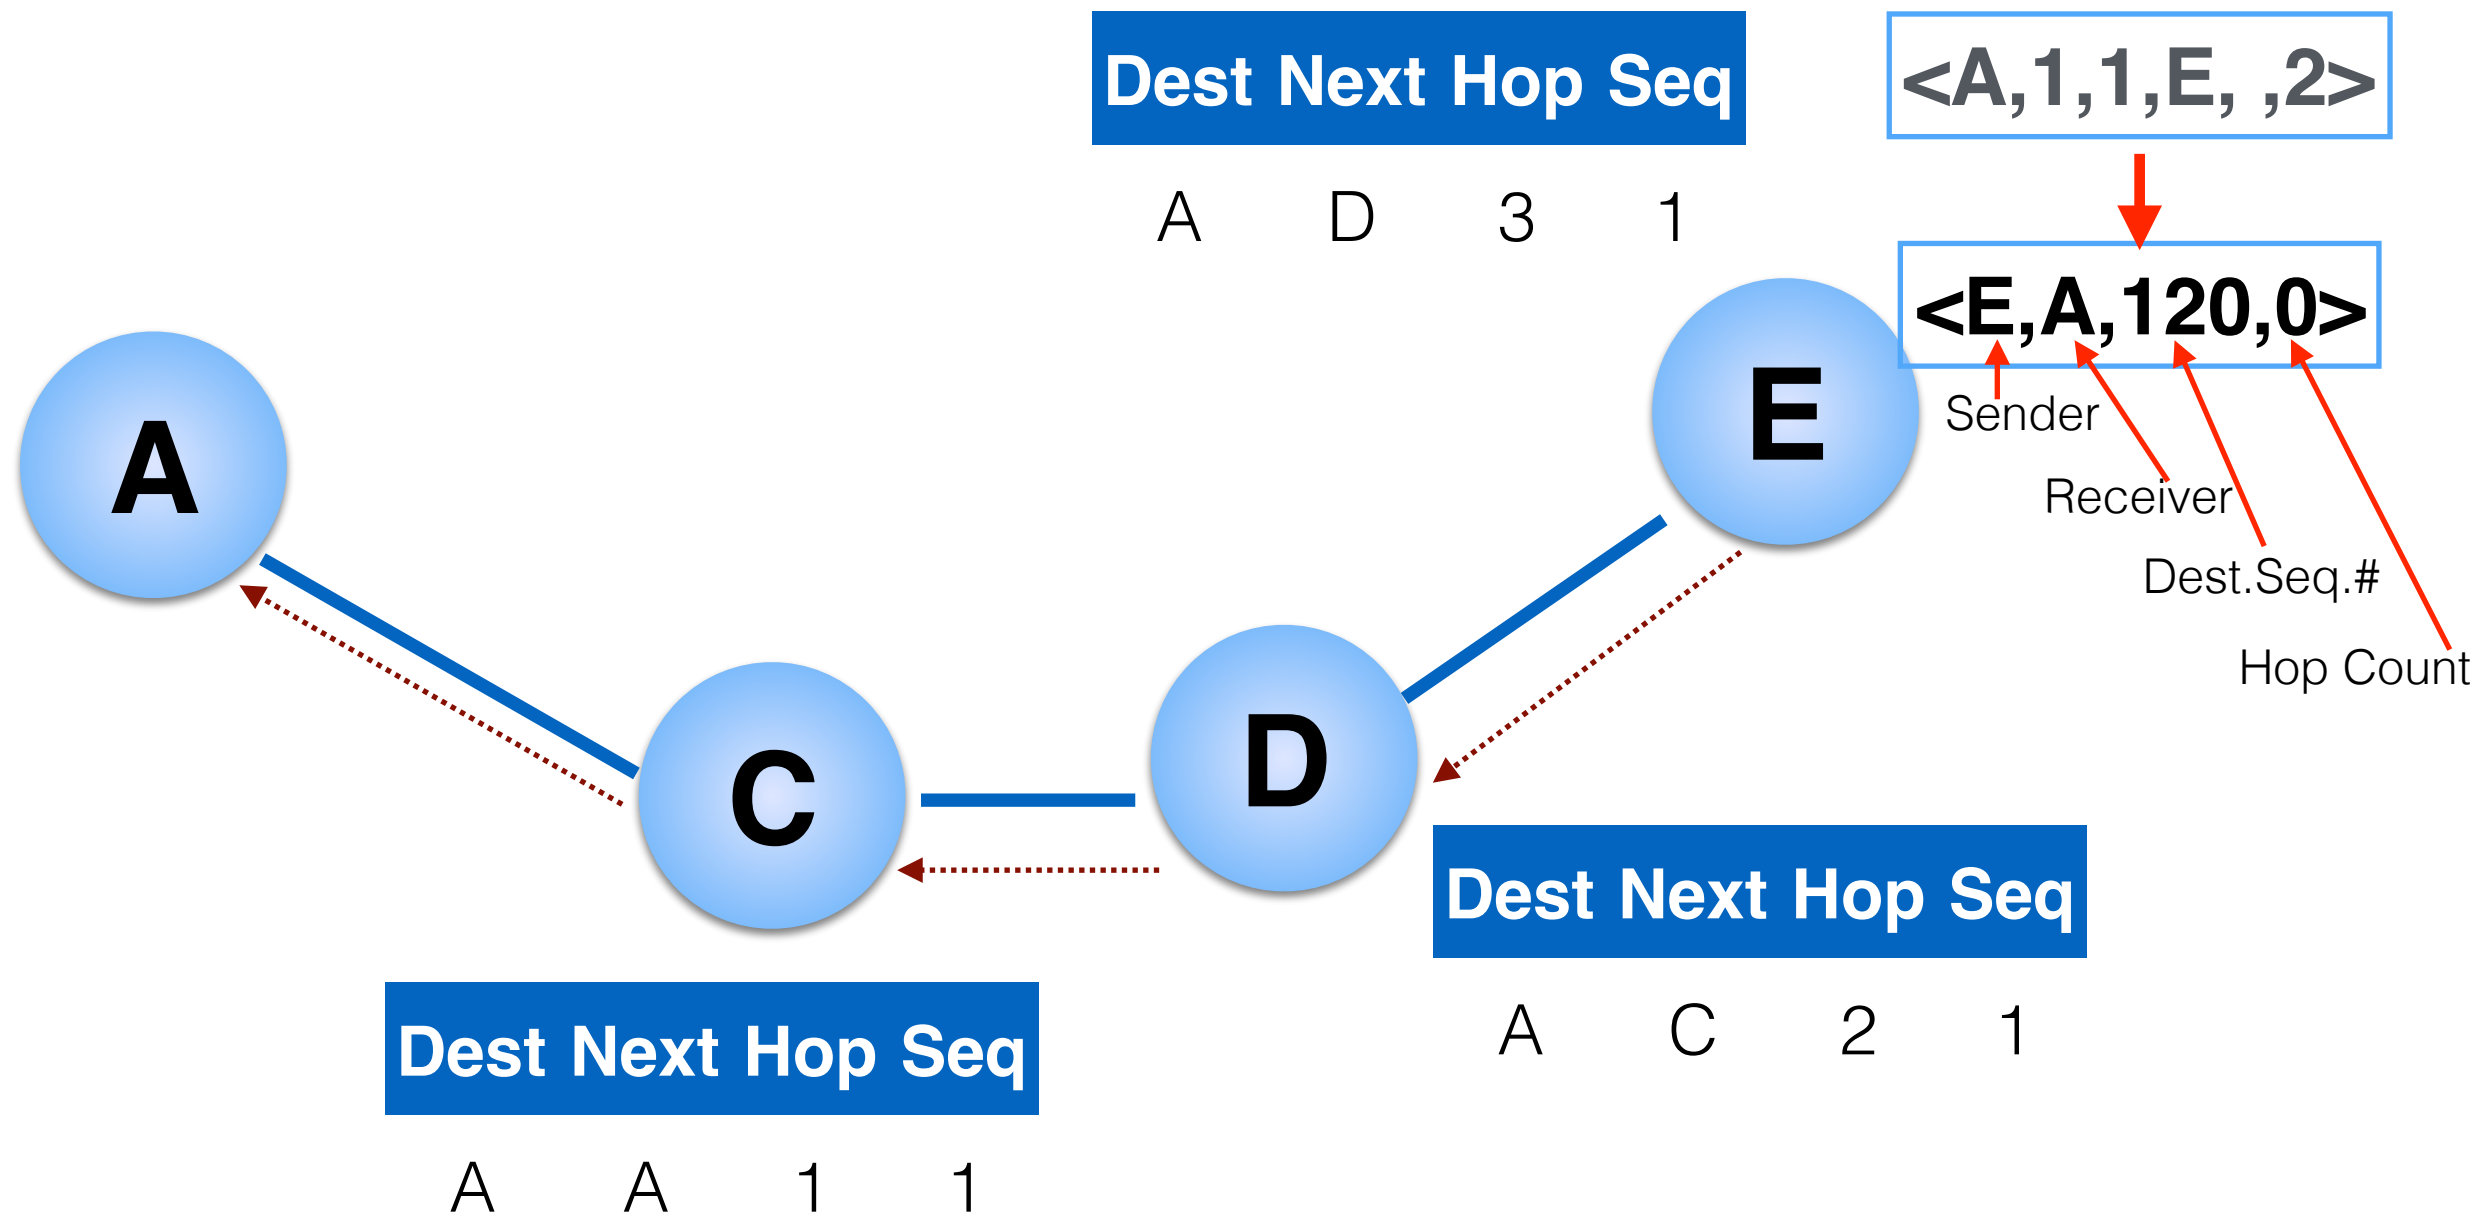 Dest Next Hop Seq
A D 3 1
<A,1,1,E, ,2>
<E,A,120,0>
Sender
Receiver
Dest.Seq.#
Hop Count
E
A
D
C
Dest Next Hop Seq
A C 2 1
Dest Next Hop Seq
A A 1 1